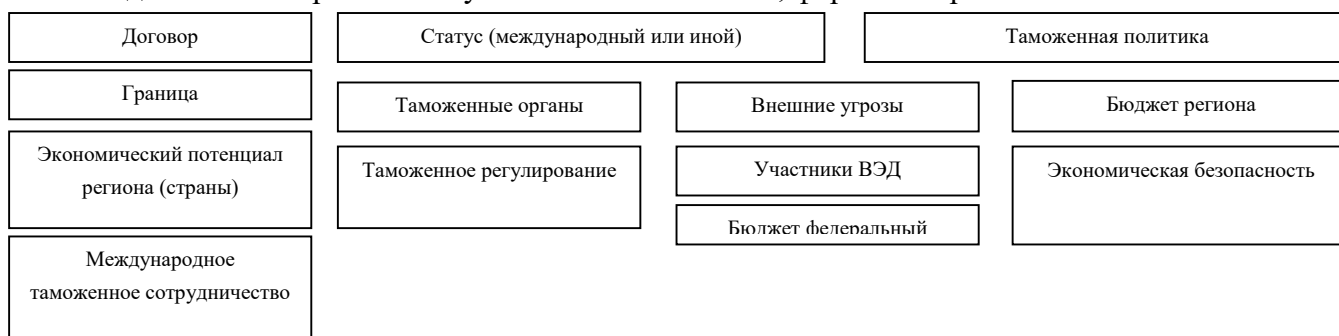 Договор
Статус (международный или иной)
Таможенная политика
Граница
Таможенные органы
Внешние угрозы
Бюджет региона
Экономический потенциал
региона (страны)
Таможенное регулирование
Участники ВЭД
Экономическая безопасность
Бюджет федеральный
Международное
таможенное сотрудничество